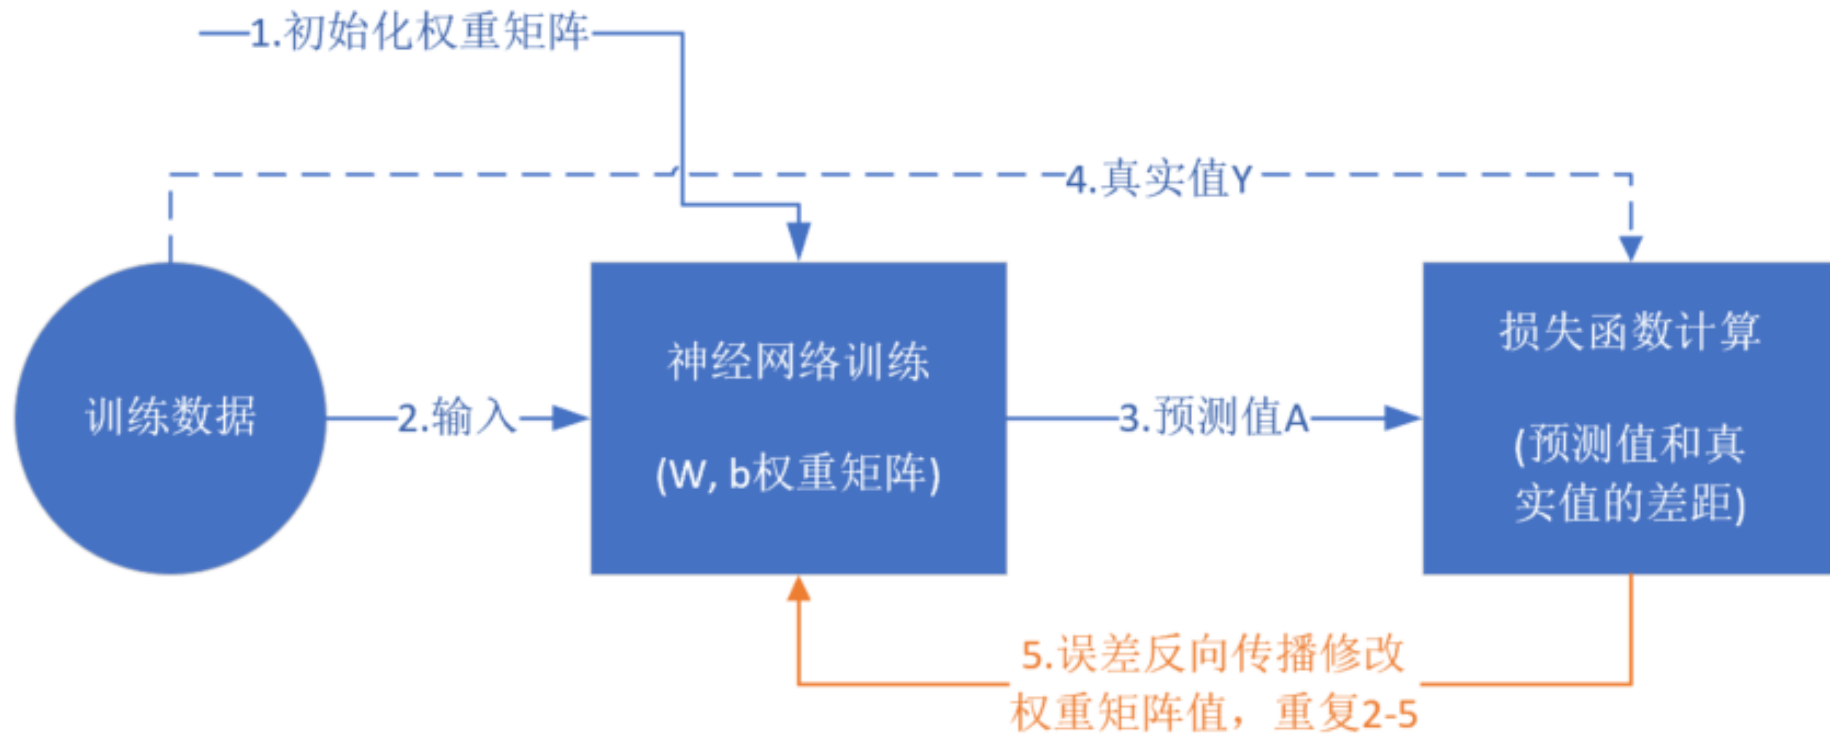 1.初始化权重矩阵
4.真实值Y
训练数据
2.输入
神经网络训练
(W, b权重矩阵)
3.预测值A
损失函数计算
(预测值和真
实值的差距)
5.误差反向传播修改
权重矩阵值，重复2-5